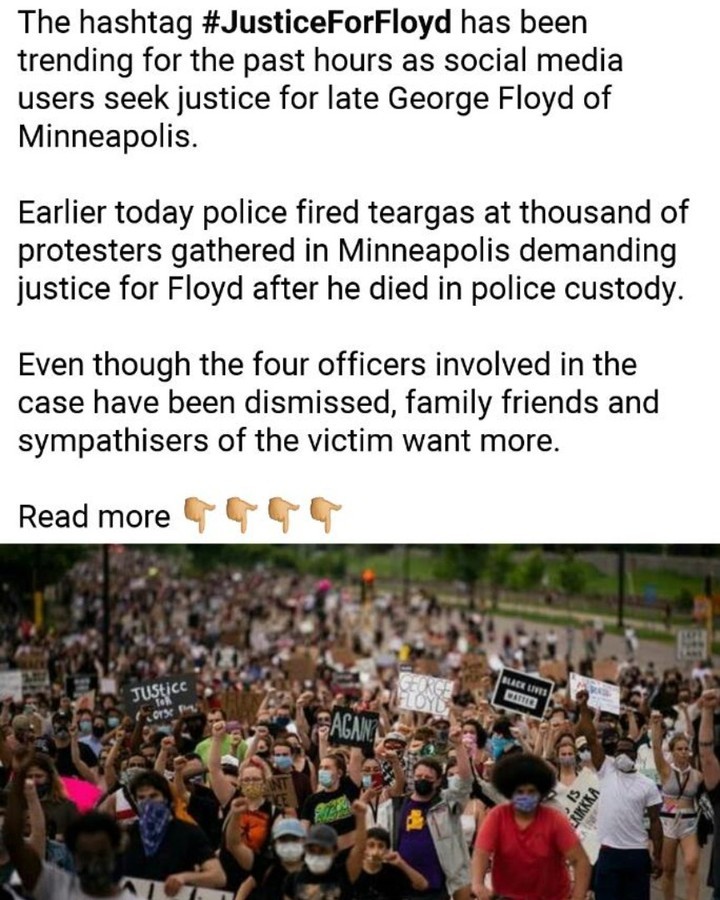 The hashtag #JusticeForFloyd has been
trending for the past hours as social media
users seek justice for late George Floyd of
Minneapolis.
Earlier today police fired teargas at thousand of
protesters gathered in Minneapolis demanding
justice for Floyd after he died in police custody.
Even though the four officers involved in the
case have been dismissed, family friends and
sympathisers of the victim want more.
Read more 👇🏼👇🏼👇🏼👇🏼
JUSTICE
FOR
GEORGE
FLOYD
BLACK LIVES
MATTER
AGAIN?
IS